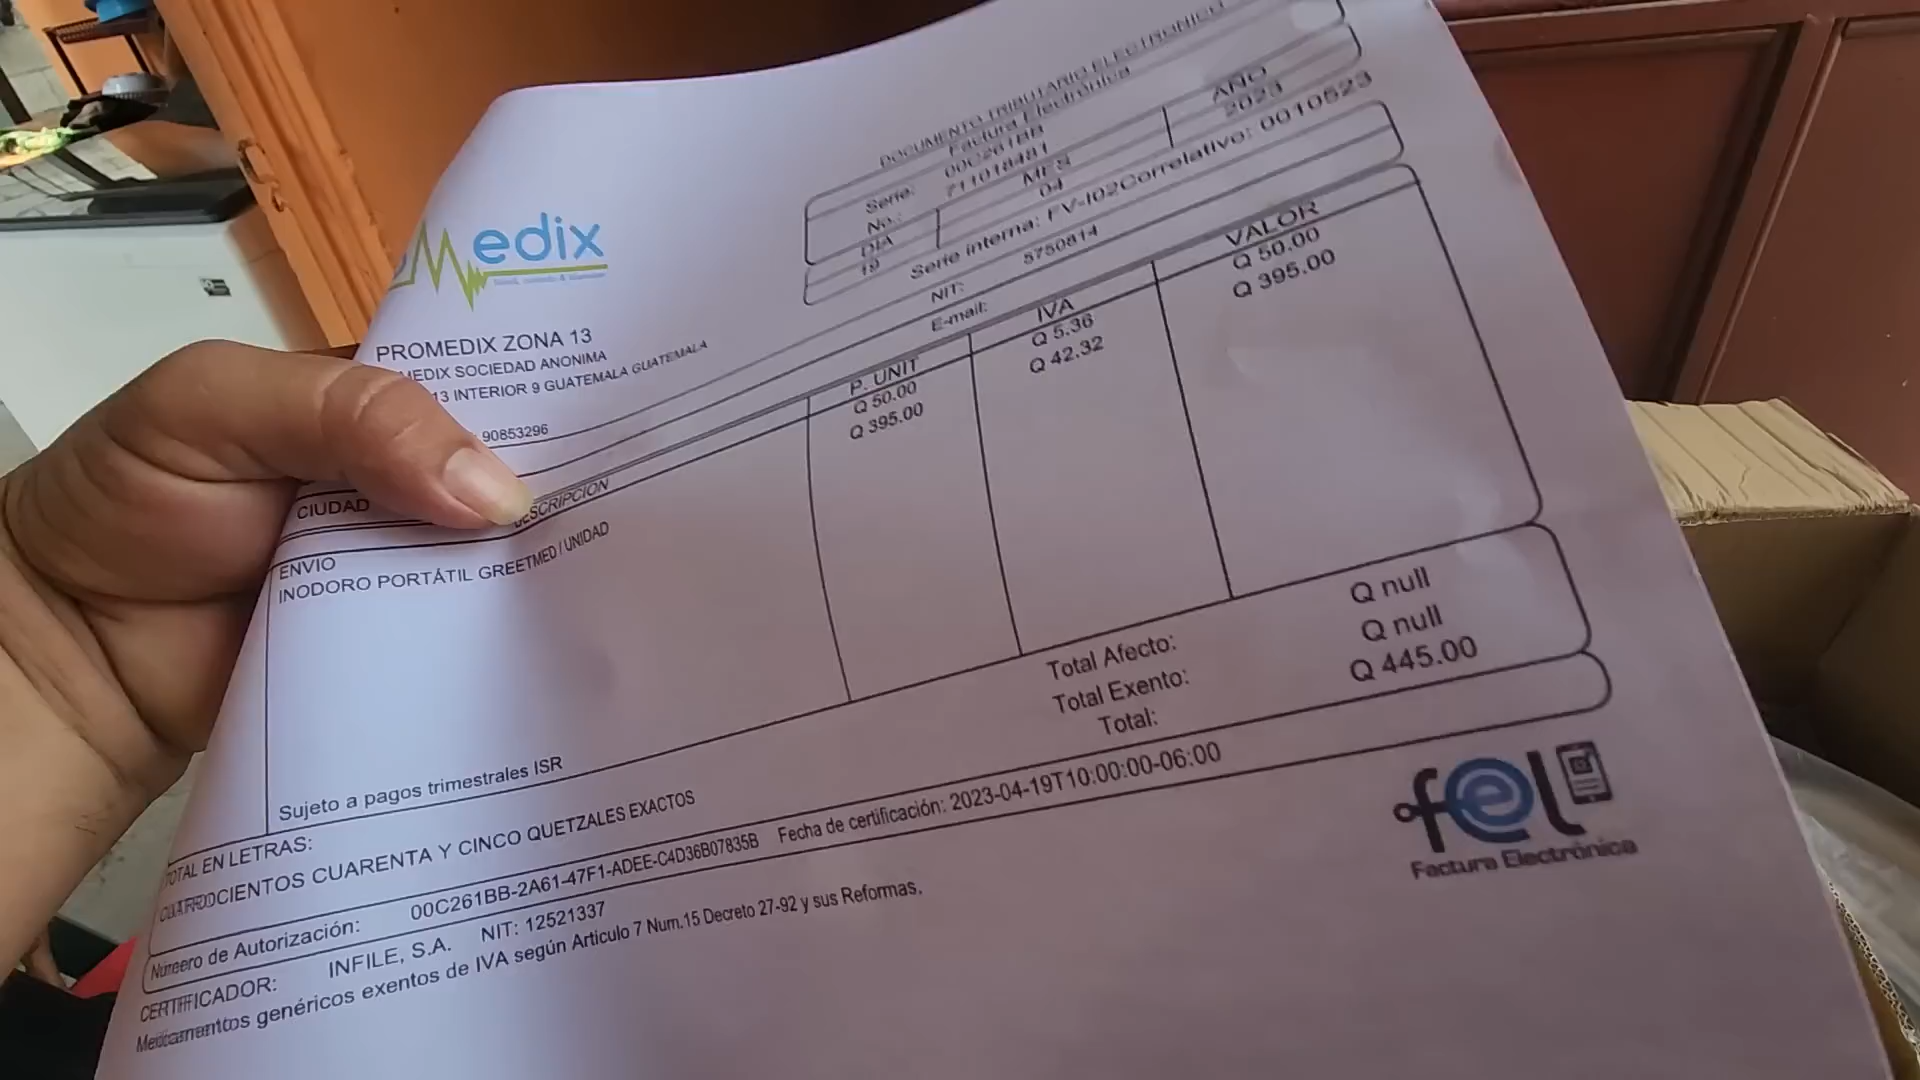 DOCUMENTO TRIBUTARIO ELECTRONICO
Factura Electrónica
Serie: 00C261BB
No.: 711018481
DIA MES AÑO
19 04 2023
Serie interna: FV-I02 Correlativo: 0010523
edix
PROMEDIX ZONA 13
MEDIX SOCIEDAD ANONIMA
13 INTERIOR 9 GUATEMALA GUATEMALA
90853296
NIT: 5750814
E-mail:
CIUDAD
DESCRIPCION P. UNIT IVA VALOR
ENVIO Q 50.00 Q 5.36 Q 50.00
INODORO PORTÁTIL GREETMED / UNIDAD Q 395.00 Q 42.32 Q 395.00
Sujeto a pagos trimestrales ISR
Total Afecto: Q null
Total Exento: Q null
Total: Q 445.00
TOTAL EN LETRAS:
CUATROCIENTOS CUARENTA Y CINCO QUETZALES EXACTOS
Numero de Autorización: 00C261BB-2A61-47F1-ADEE-C4D36B07835B Fecha de certificación: 2023-04-19T10:00:00-06:00
CERTIFICADOR: INFILE, S.A. NIT: 12521337
Medicamentos genéricos exentos de IVA según Articulo 7 Num.15 Decreto 27-92 y sus Reformas.
fel
Factura Electrónica